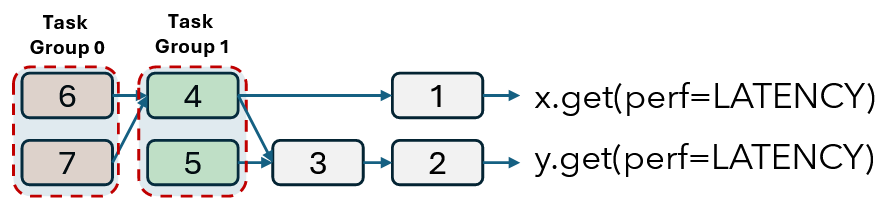 Task
Group 0
Task
Group 1
6
4
1
x.get(perf=LATENCY)
7
5
3
2
y.get(perf=LATENCY)